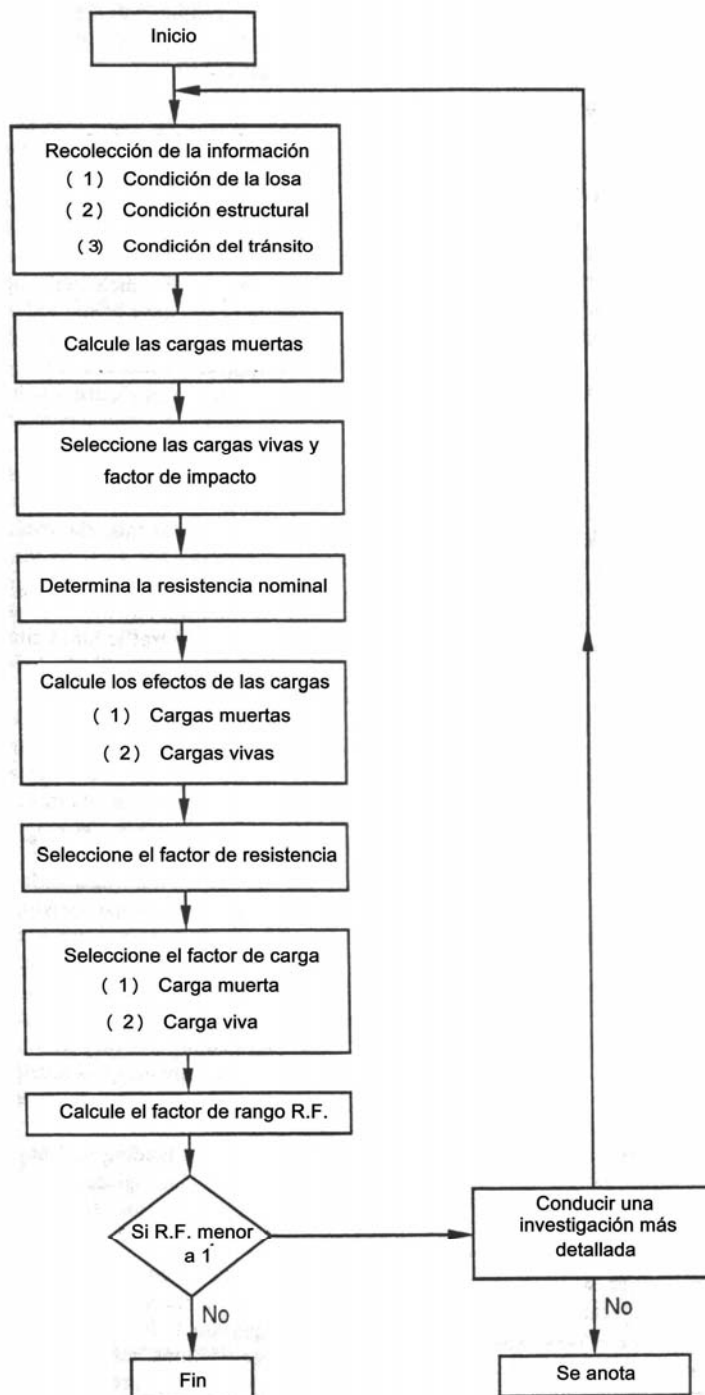 Inicio
Recolección de la información
( 1) Condición de la losa
( 2) Condición estructural
(3) Condición del tránsito
Calcule las cargas muertas
Seleccione las cargas vivas y
factor de impacto
Determina la resistencia nominal
Calcule los efectos de las cargas
( 1) Cargas muertas
( 2) Cargas vivas
Seleccione el factor de resistencia
Seleccione el factor de carga
( 1) Carga muerta
( 2) Carga viva
Calcule el factor de rango R.F.
Si R.F. menor
a 1
No
Fin
Conducir una
investigación más
detallada
No
Se anota